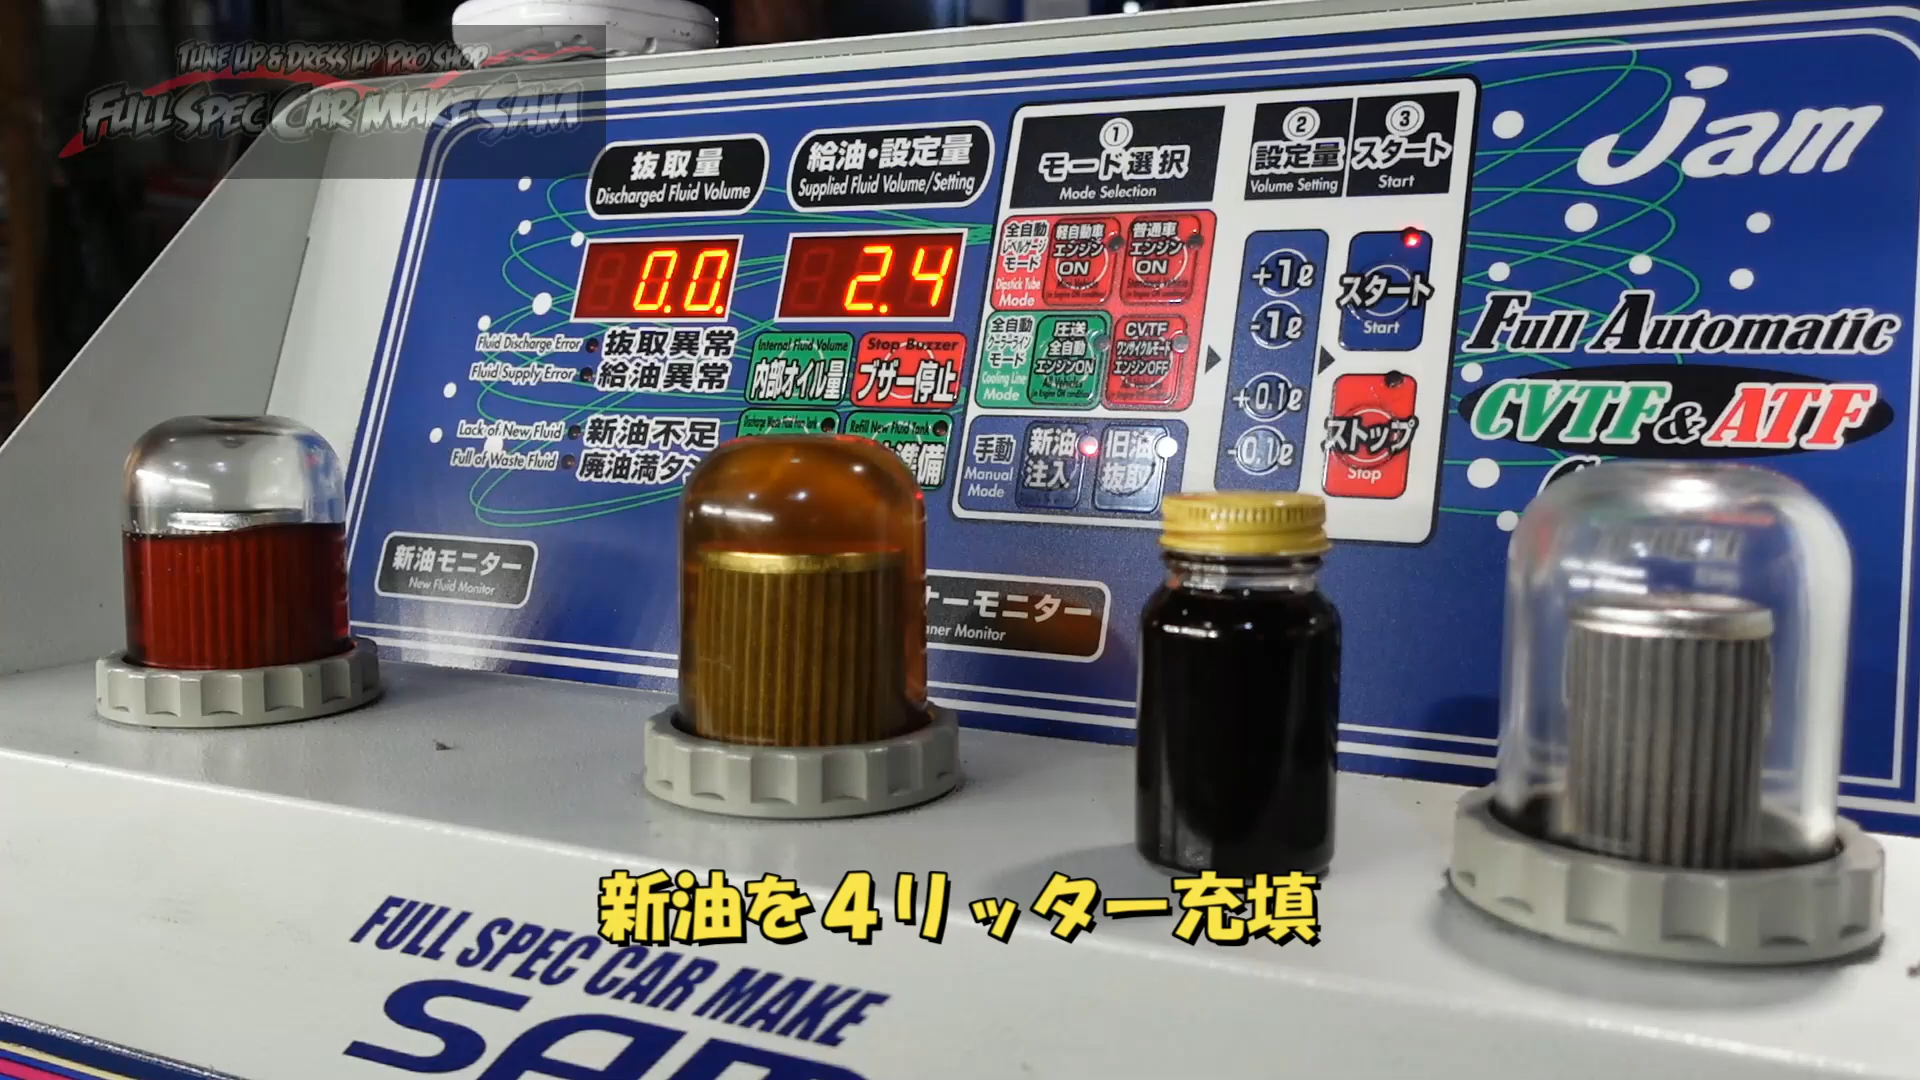 TUNE UP & DRESS UP PRO SHOP
FULL SPEC CAR MAKE SAM
抜取量
Discharged Fluid Volume
給油・設定量
Supplied Fluid Volume/Setting
0.0.
2.4
Fluid Discharge Error 抜取異常
Fluid Supply Error 給油異常
Lack of New Fluid 新油不足
Full of Waste Fluid 廃油満タン
Internal Fluid Volume
内部オイル量
Stop Buzzer
ブザー停止
Refill New Fluid Tank
準備
① モード選択
Mode Selection
② 設定量
Volume Setting
③ スタート
Start
全自動
レベルゲージ
モード
Dipstick Tube
Mode
軽自動車
エンジン
ON
普通車
エンジン
ON
全自動
クーラーライン
モード
Cooling Line
Mode
圧送
全自動
エンジンON
CVTF
ワンサイクルモード
エンジンOFF
手動
Manual
Mode
新油
注入
旧油
抜取
+1ℓ
-1ℓ
+0.1ℓ
-0.1ℓ
スタート
Start
ストップ
Stop
Jam
Full Automatic
CVTF & ATF
新油モニター
New Fluid Monitor
ナーモニター
aner Monitor
新油を4リッター充填
FULL SPEC CAR MAKE
SAM